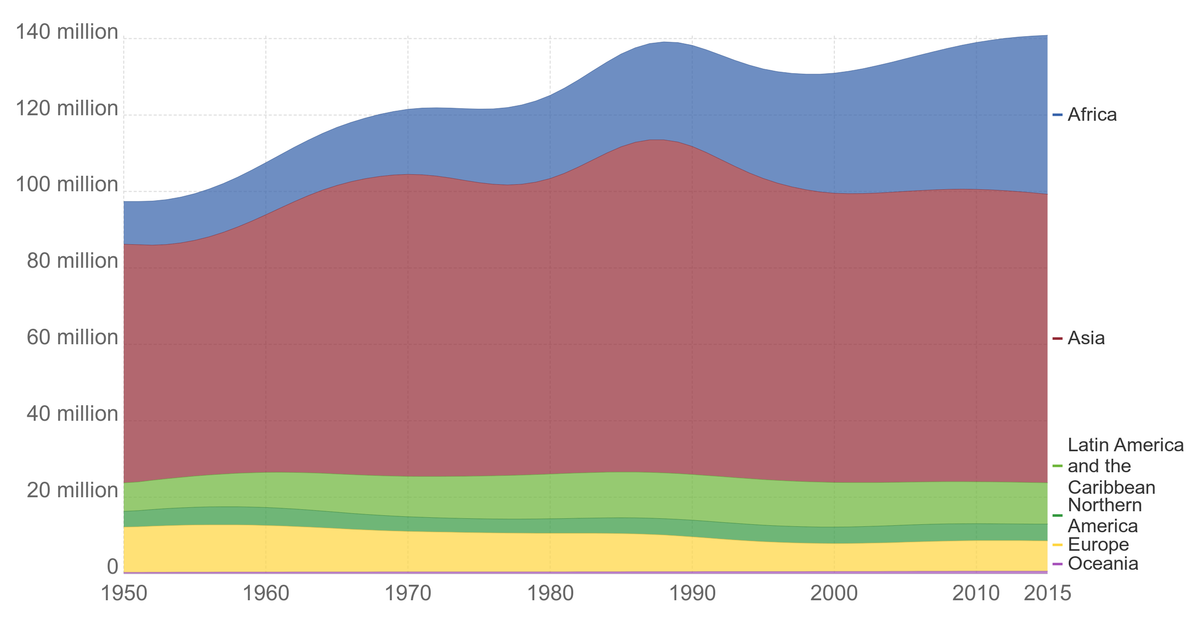 140 million
120 million
100 million
80 million
60 million
40 million
20 million
0
1950 1960 1970 1980 1990 2000 2010 2015
Africa
Asia
Latin America
and the
Caribbean
Northern
America
Europe
Oceania